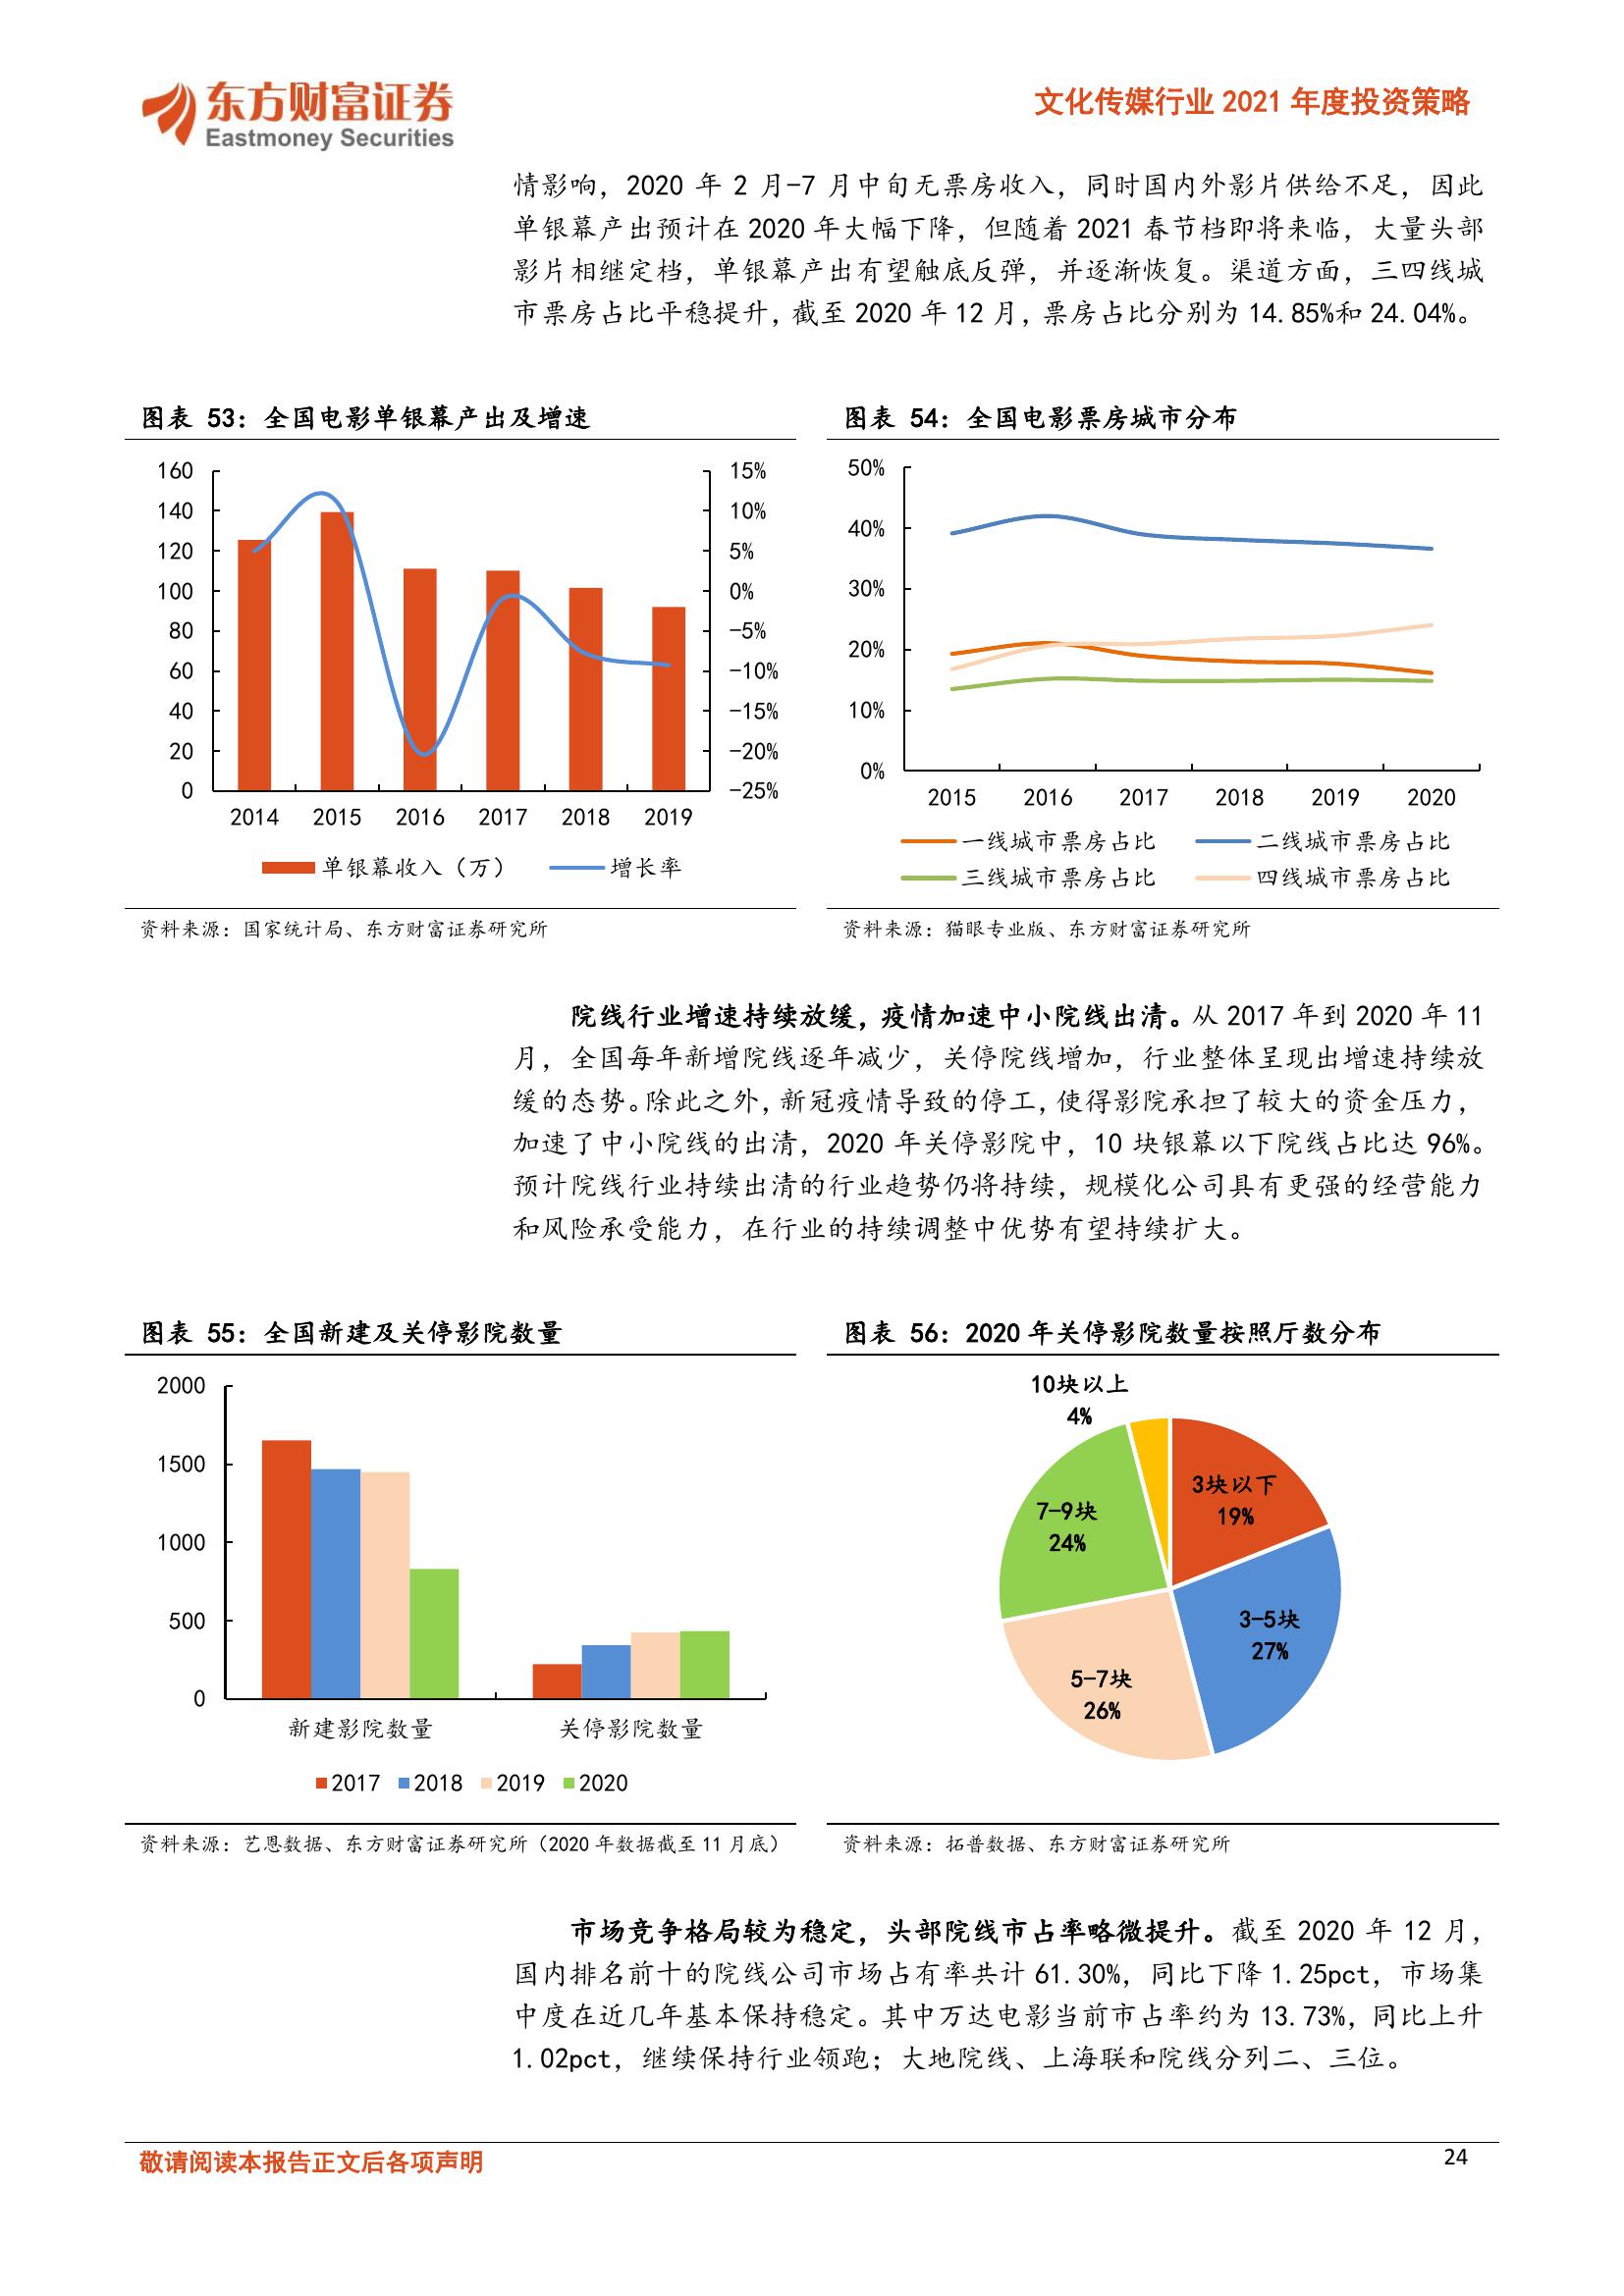 东方财富证券
Eastmoney Securities
文化传媒行业 2021 年度投资策略
情影响，2020 年 2 月-7 月中旬无票房收入，同时国内外影片供给不足，因此
单银幕产出预计在 2020 年大幅下降，但随着 2021 春节档即将来临，大量头部
影片相继定档，单银幕产出有望触底反弹，并逐渐恢复。渠道方面，三四线城
市票房占比平稳提升，截至 2020 年 12 月，票房占比分别为 14.85%和 24.04%。
图表 53：全国电影单银幕产出及增速
160
140
120
100
80
60
40
20
0
15%
10%
5%
0%
-5%
-10%
-15%
-20%
-25%
2014 2015 2016 2017 2018 2019
单银幕收入（万） 增长率
资料来源：国家统计局、东方财富证券研究所
图表 54：全国电影票房城市分布
50%
40%
30%
20%
10%
0%
2015 2016 2017 2018 2019 2020
一线城市票房占比 二线城市票房占比
三线城市票房占比 四线城市票房占比
资料来源：猫眼专业版、东方财富证券研究所
院线行业增速持续放缓，疫情加速中小院线出清。从 2017 年到 2020 年 11
月，全国每年新增院线逐年减少，关停院线增加，行业整体呈现出增速持续放
缓的态势。除此之外，新冠疫情导致的停工，使得影院承担了较大的资金压力，
加速了中小院线的出清，2020 年关停影院中，10 块银幕以下院线占比达 96%。
预计院线行业持续出清的行业趋势仍将持续，规模化公司具有更强的经营能力
和风险承受能力，在行业的持续调整中优势有望持续扩大。
图表 55：全国新建及关停影院数量
2000
1500
1000
500
0
新建影院数量 关停影院数量
2017 2018 2019 2020
资料来源：艺恩数据、东方财富证券研究所（2020 年数据截至 11 月底）
图表 56：2020 年关停影院数量按照厅数分布
10块以上
4%
3块以下
19%
7-9块
24%
3-5块
27%
5-7块
26%
资料来源：拓普数据、东方财富证券研究所
市场竞争格局较为稳定，头部院线市占率略微提升。截至 2020 年 12 月，
国内排名前十的院线公司市场占有率共计 61.30%，同比下降 1.25pct，市场集
中度在近几年基本保持稳定。其中万达电影当前市占率约为 13.73%，同比上升
1.02pct，继续保持行业领跑；大地院线、上海联和院线分列二、三位。
敬请阅读本报告正文后各项声明
24